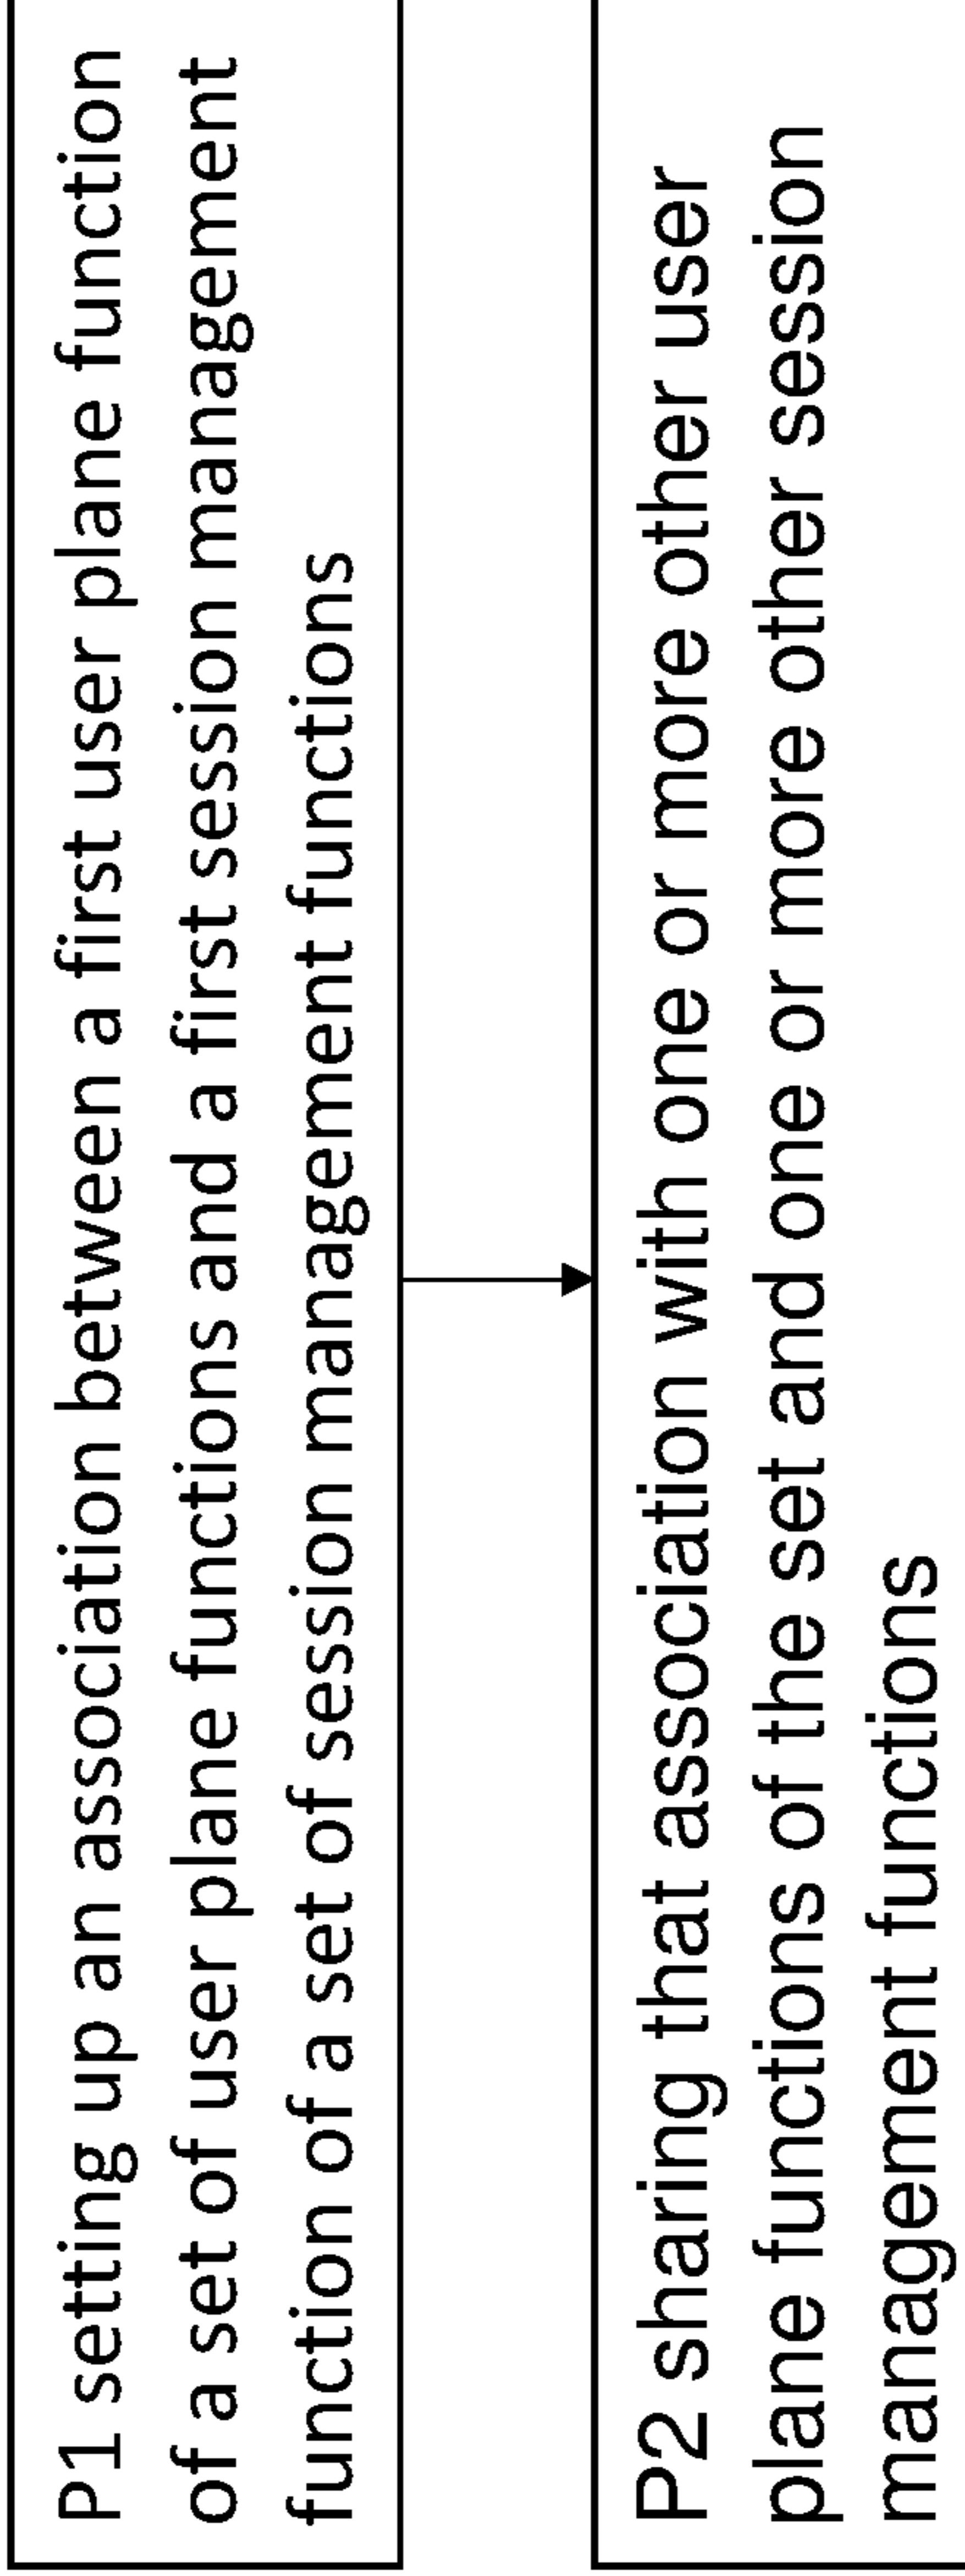 P1 setting up an association between a first user plane function
of a set of user plane functions and a first session management
function of a set of session management functions
P2 sharing that association with one or more other user
plane functions of the set and one or more other session
management functions